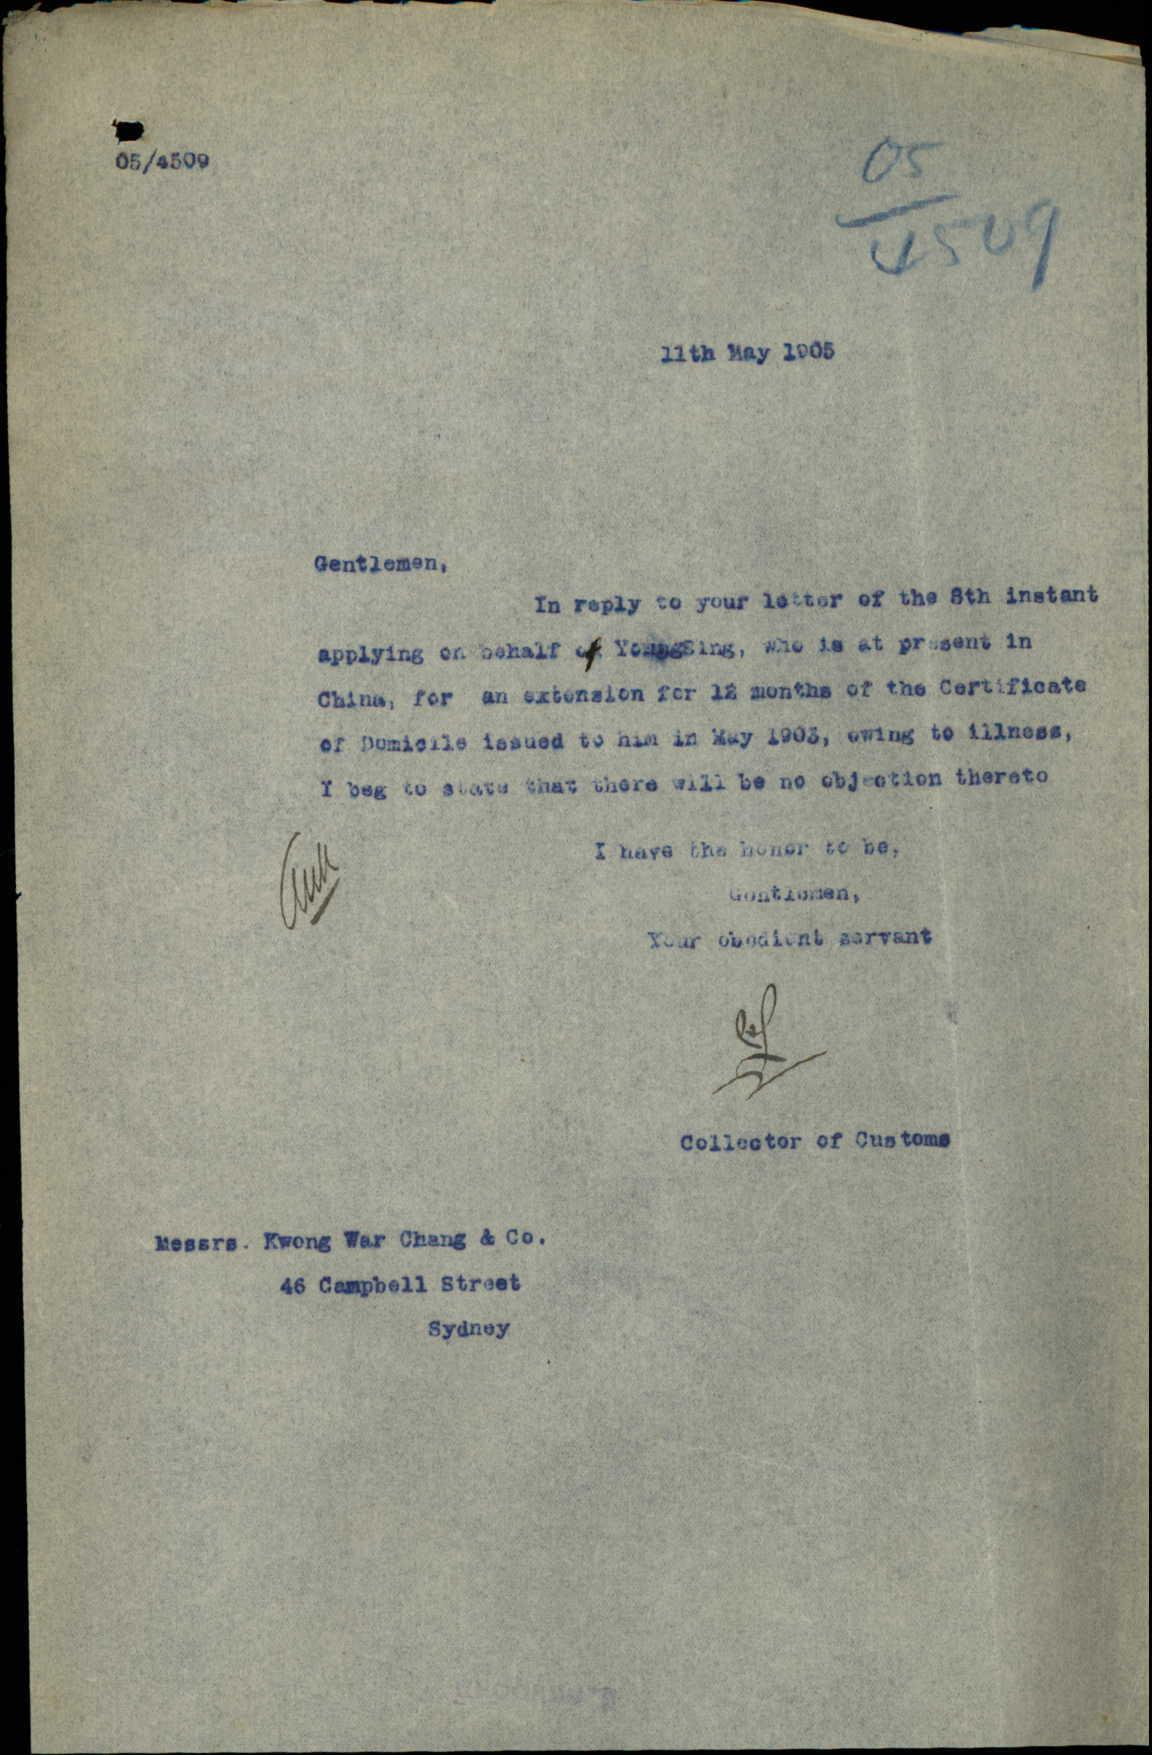 05/4509
05
4509
11th May 1905
Gentlemen,
In reply to your letter of the 8th instant
applying on behalf of YoungSing, who is at present in
China, for an extension for 12 months of the Certificate
of Domicile issued to him in May 1903, owing to illness,
I beg to state that there will be no objection thereto
I have the honor to be,
Gentlemen,
Your obedient servant
Collector of Customs
Messrs. Kwong War Chang & Co.
46 Campbell Street
Sydney